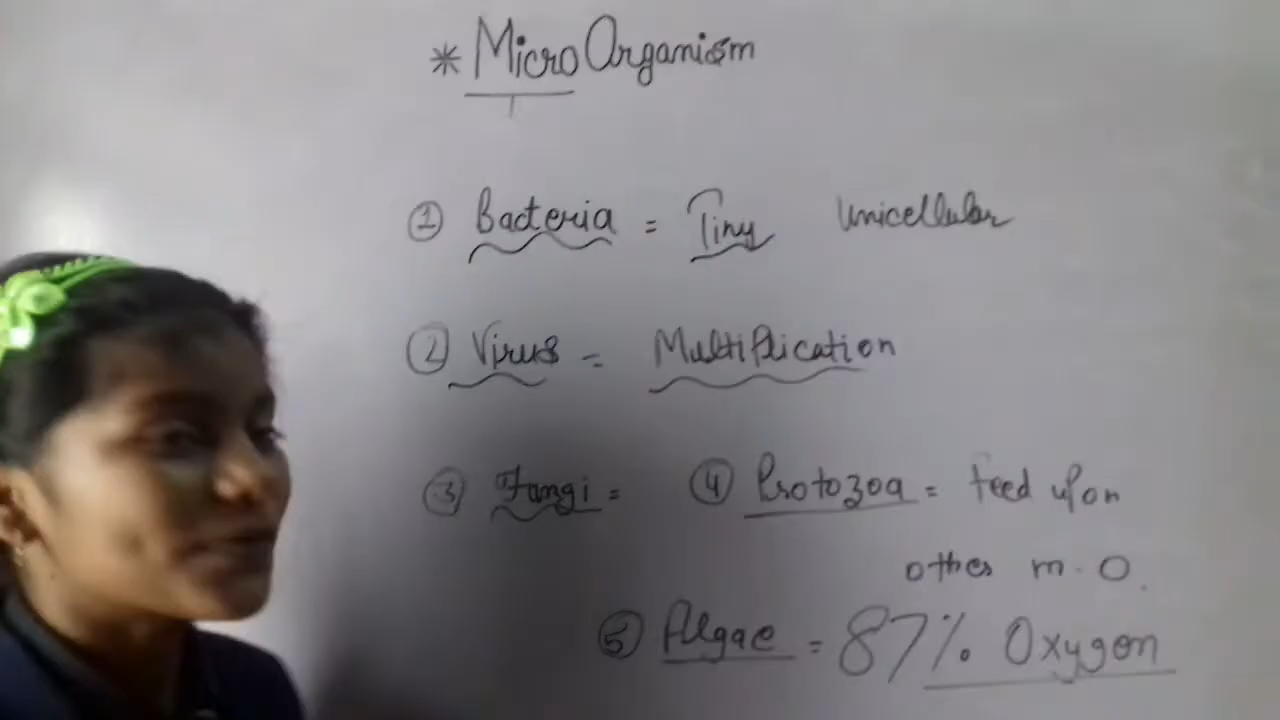 * Micro Organism
① Bacteria = Tiny Unicellular
② Virus = Multiplication
③ Fungi = ④ Protozoa = feed upon
other m.O.
⑤ Algae = 87% Oxygen